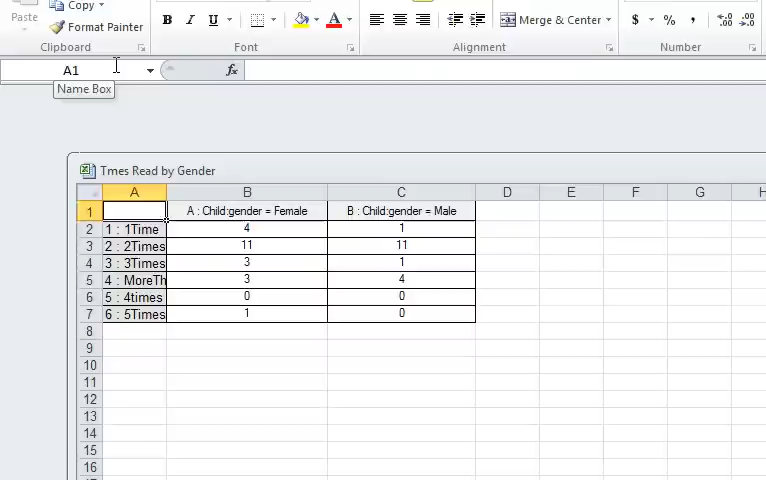 Copy
Paste
Format Painter
B I U
Merge & Center
$ % ,
Clipboard
Font
Alignment
Number
A1
fx
Name Box
Tmes Read by Gender
A B C D E F G H
1 A : Child:gender = Female B : Child:gender = Male
2 1 : 1Time 4 1
3 2 : 2Times 11 11
4 3 : 3Times 3 1
5 4 : MoreTh 3 4
6 5 : 4times 0 0
7 6 : 5Times 1 0
8
9
10
11
12
13
14
15
16